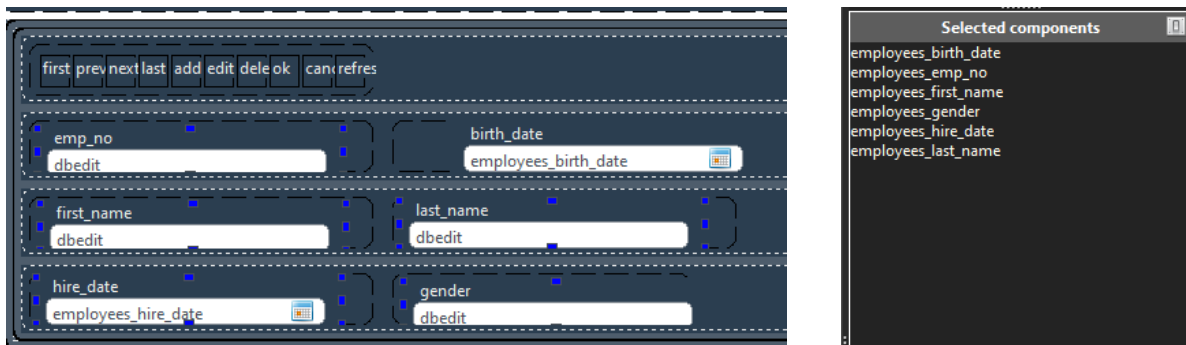 Selected components
first prev next last add edit dele ok canc refres
employees_birth_date
employees_emp_no
employees_first_name
employees_gender
employees_hire_date
employees_last_name
emp_no
birth_date
dbedit
employees_birth_date
first_name
last_name
dbedit
dbedit
hire_date
gender
employees_hire_date
dbedit